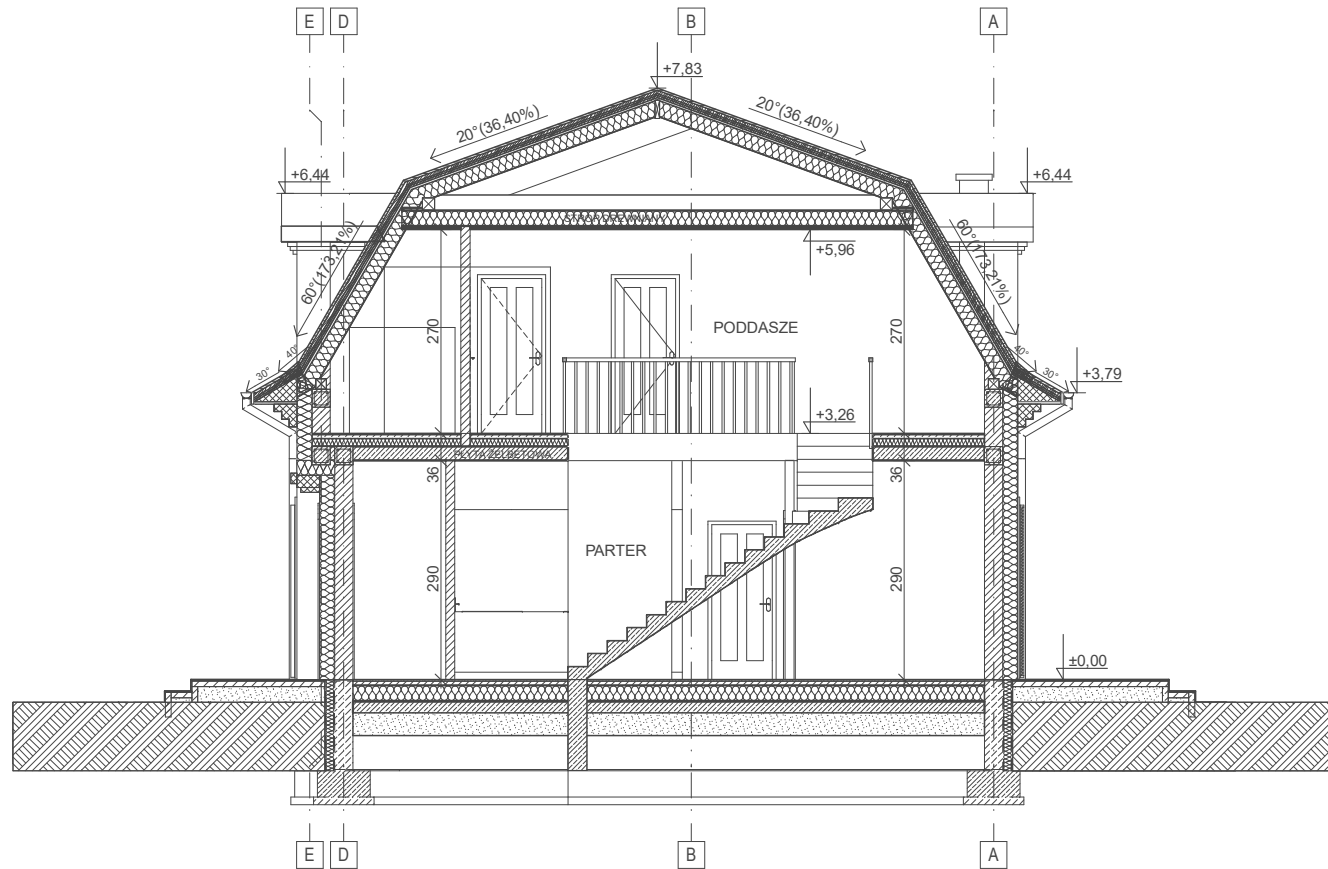 E D B A
+7,83
20°(36,40%) 20°(36,40%)
+6,44 +6,44
STROP DREWNIANY
+5,96
60°(173,21%) 60°(173,21%)
270 PODDASZE 270
40° 40°
30° 30°
+3,79
+3,26
PŁYTA ŻELBETOWA
36 36
PARTER
290 290
±0,00
E D B A